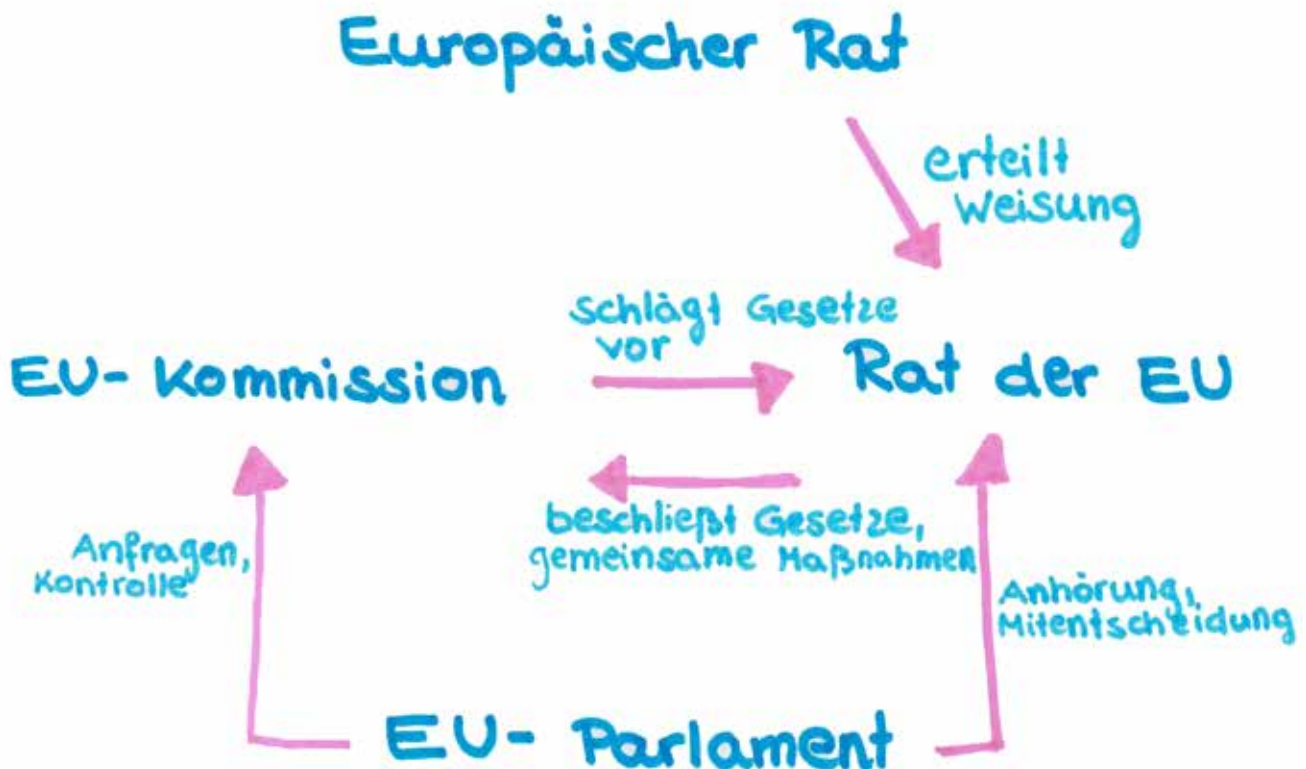 Europäischer Rat
erteilt
Weisung
schlägt Gesetze
vor
EU-Kommission
Rat der EU
beschließt Gesetze,
gemeinsame Maßnahmen
Anfragen,
Kontrolle
Anhörung,
Mitentscheidung
EU-Parlament